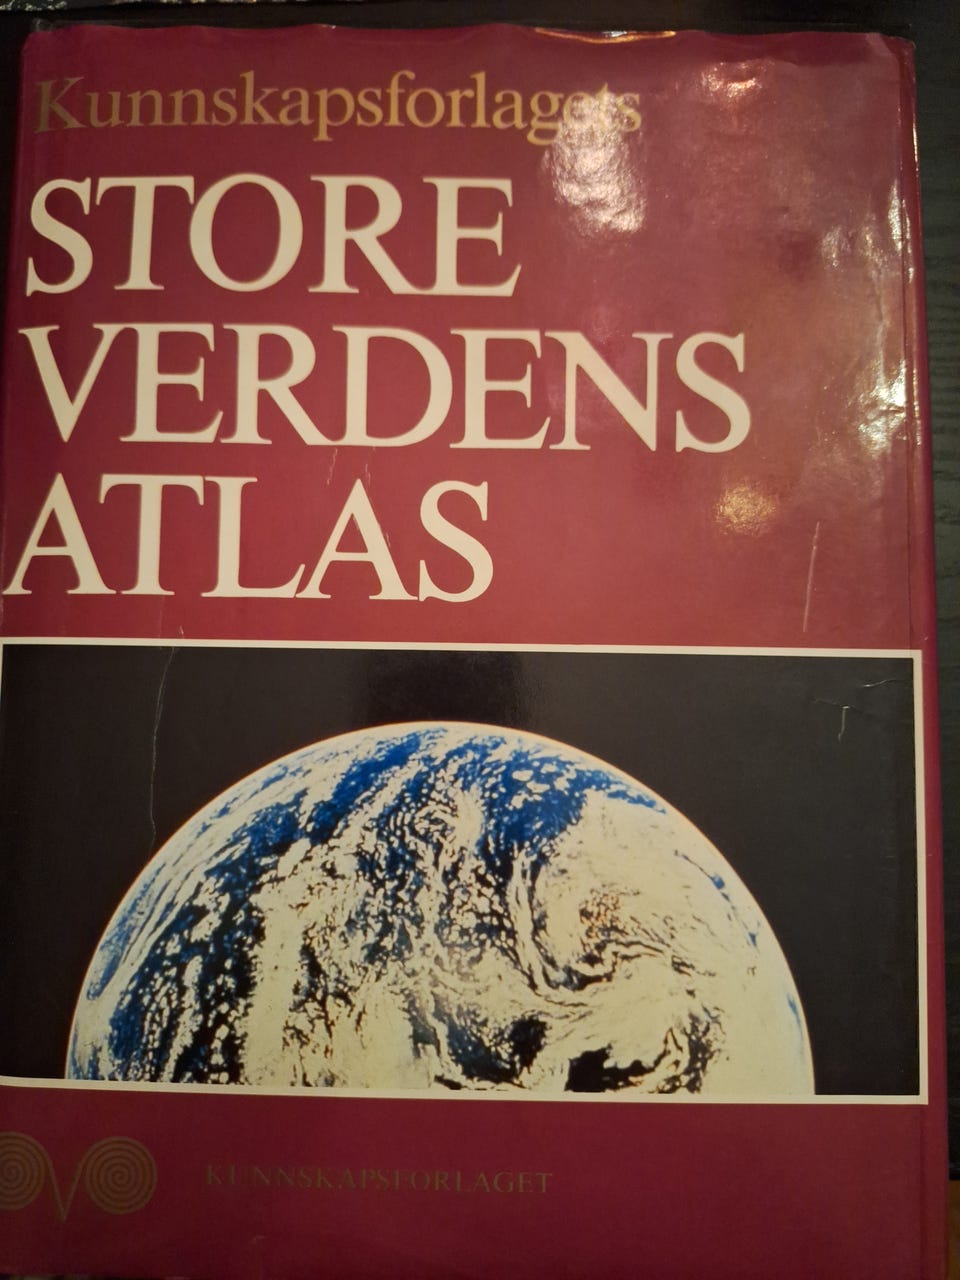 Kunnskapsforlagets
STORE
VERDENS
ATLAS
KUNNSKAPSFORLAGET